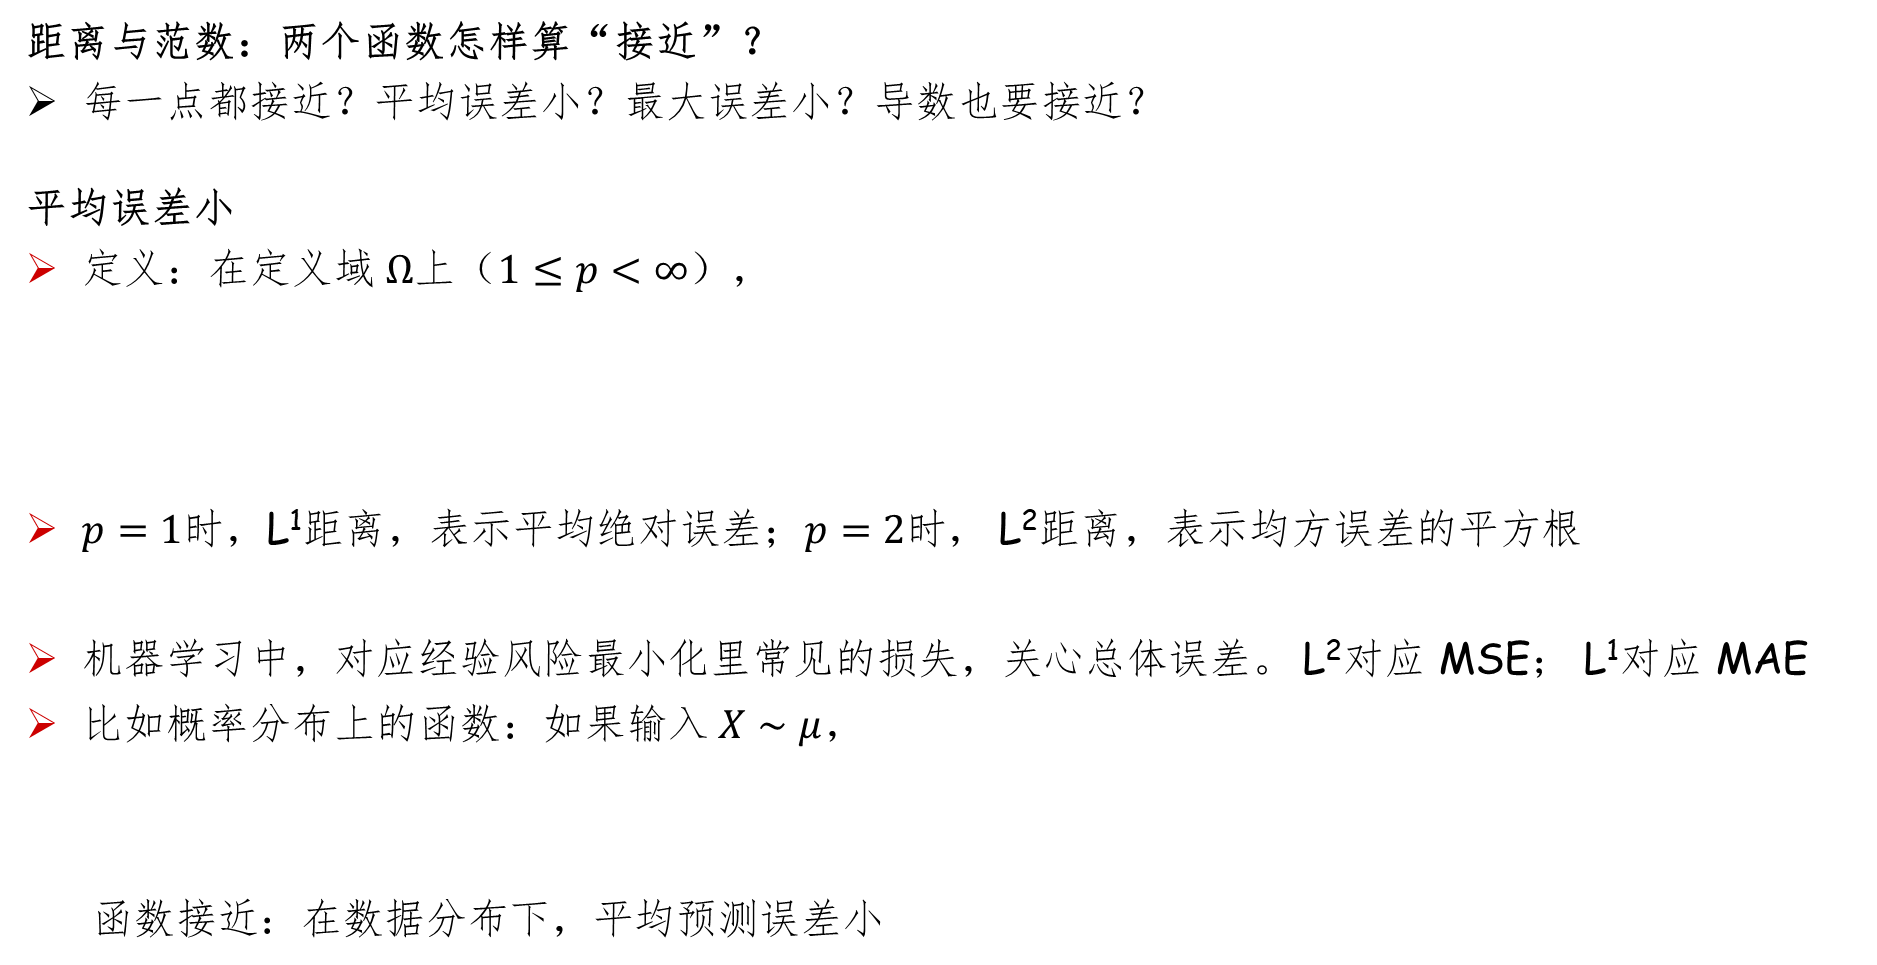 距离与范数：两个函数怎样算“接近”？
➢ 每一点都接近？平均误差小？最大误差小？导数也要接近？
平均误差小
➢ 定义：在定义域 Ω上（1 ≤ p < ∞），
➢ p = 1时，L¹距离，表示平均绝对误差；p = 2时， L²距离，表示均方误差的平方根
➢ 机器学习中，对应经验风险最小化里常见的损失，关心总体误差。L²对应 MSE； L¹对应 MAE
➢ 比如概率分布上的函数：如果输入 X ~ μ，
函数接近：在数据分布下，平均预测误差小